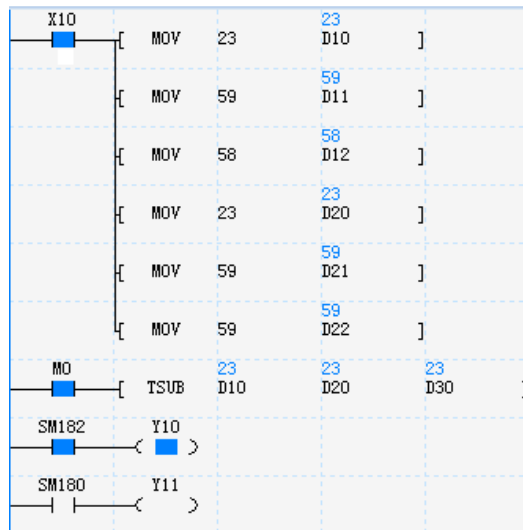 23
X10 [ MOV 23 D10 ]
59
[ MOV 59 D11 ]
58
[ MOV 58 D12 ]
23
[ MOV 23 D20 ]
59
[ MOV 59 D21 ]
59
[ MOV 59 D22 ]
23 23 23
M0 [ TSUB D10 D20 D30 ]
SM182 Y10
( )
SM180 Y11
( )